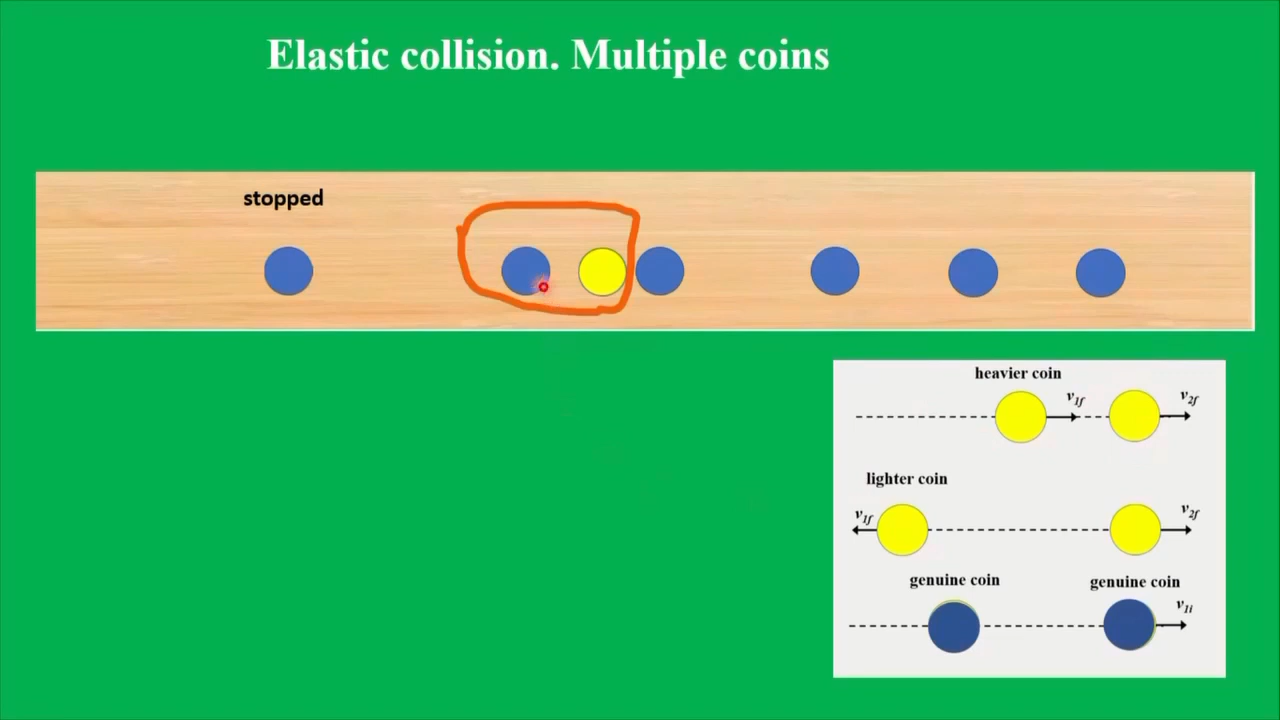 Elastic collision. Multiple coins
stopped
heavier coin
v1f
v2f
lighter coin
v1f
v2f
genuine coin
genuine coin
v1i